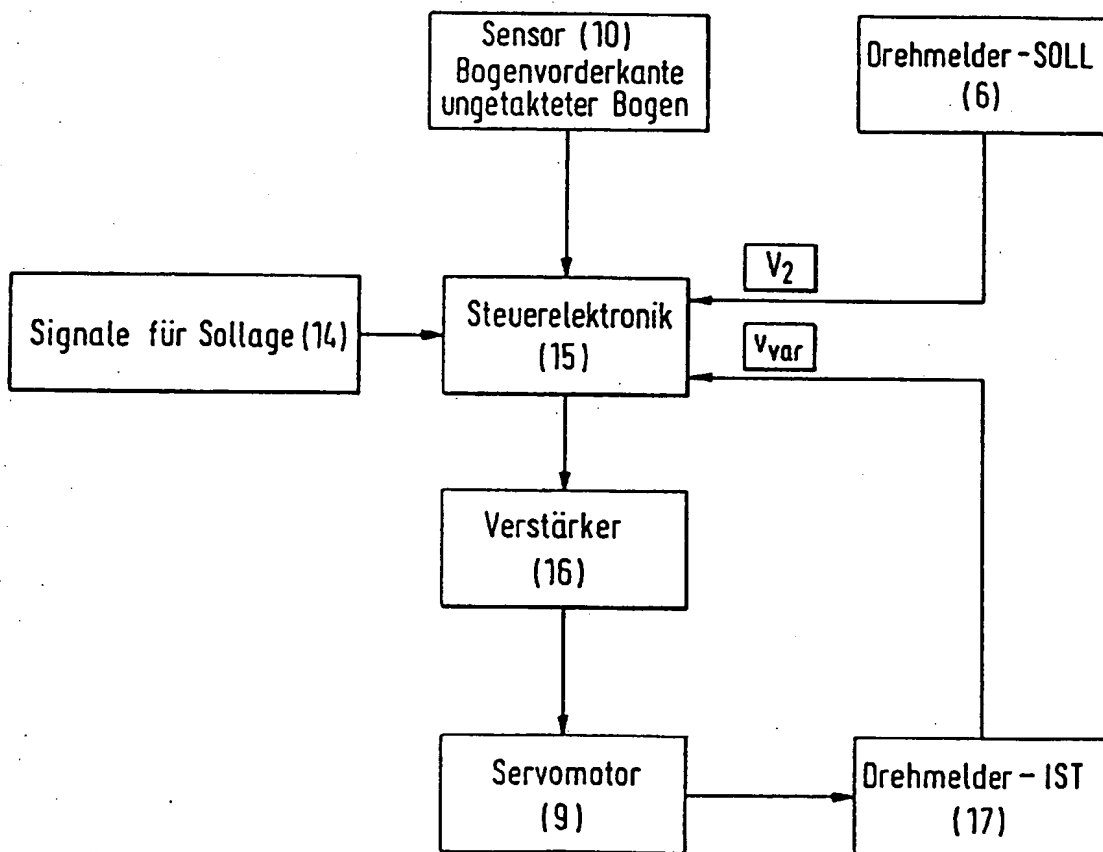 Sensor (10)
Bogenvorderkante
ungetakteter Bogen
Drehmelder-SOLL
(6)
V2
Signale für Sollage (14)
Steuerelektronik
(15)
Vvar
Verstärker
(16)
Servomotor
(9)
Drehmelder-IST
(17)